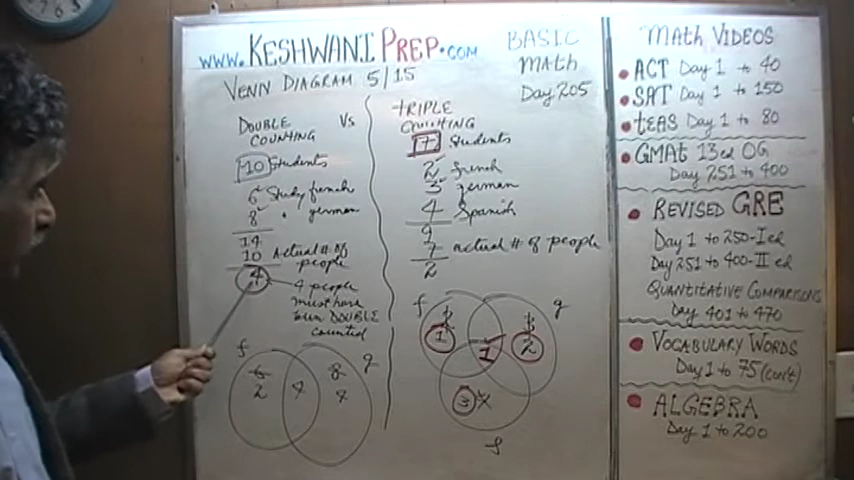 www.KESHWANIPREP.com
VENN DIAGRAM 5/15
BASIC
MATH
Day 205
DOUBLE Vs
COUNTING
10 Students
6 Study french
8 " german
14
10 Actual # of
people
4
4 people
must have
been DOUBLE
counted
f
g
6
2
4
8
4
TRIPLE
COUNTING
7 Students
2 French
3 german
4 Spanish
9
7 actual # of people
2
f
g
1
1
2
3
S
Math VIDEOS
ACT Day 1 to 40
SAT Day 1 to 150
tEAS Day 1 to 80
GMAt 13ed OG
Day 251 to 400
REVISED GRE
Day 1 to 250-I ed
Day 251 to 400-II ed
QUANTITATIVE COMPARISONS
Day 401 to 470
VOCABULARY WORDS
Day 1 to 75 (con't)
ALGEBRA
Day 1 to 200